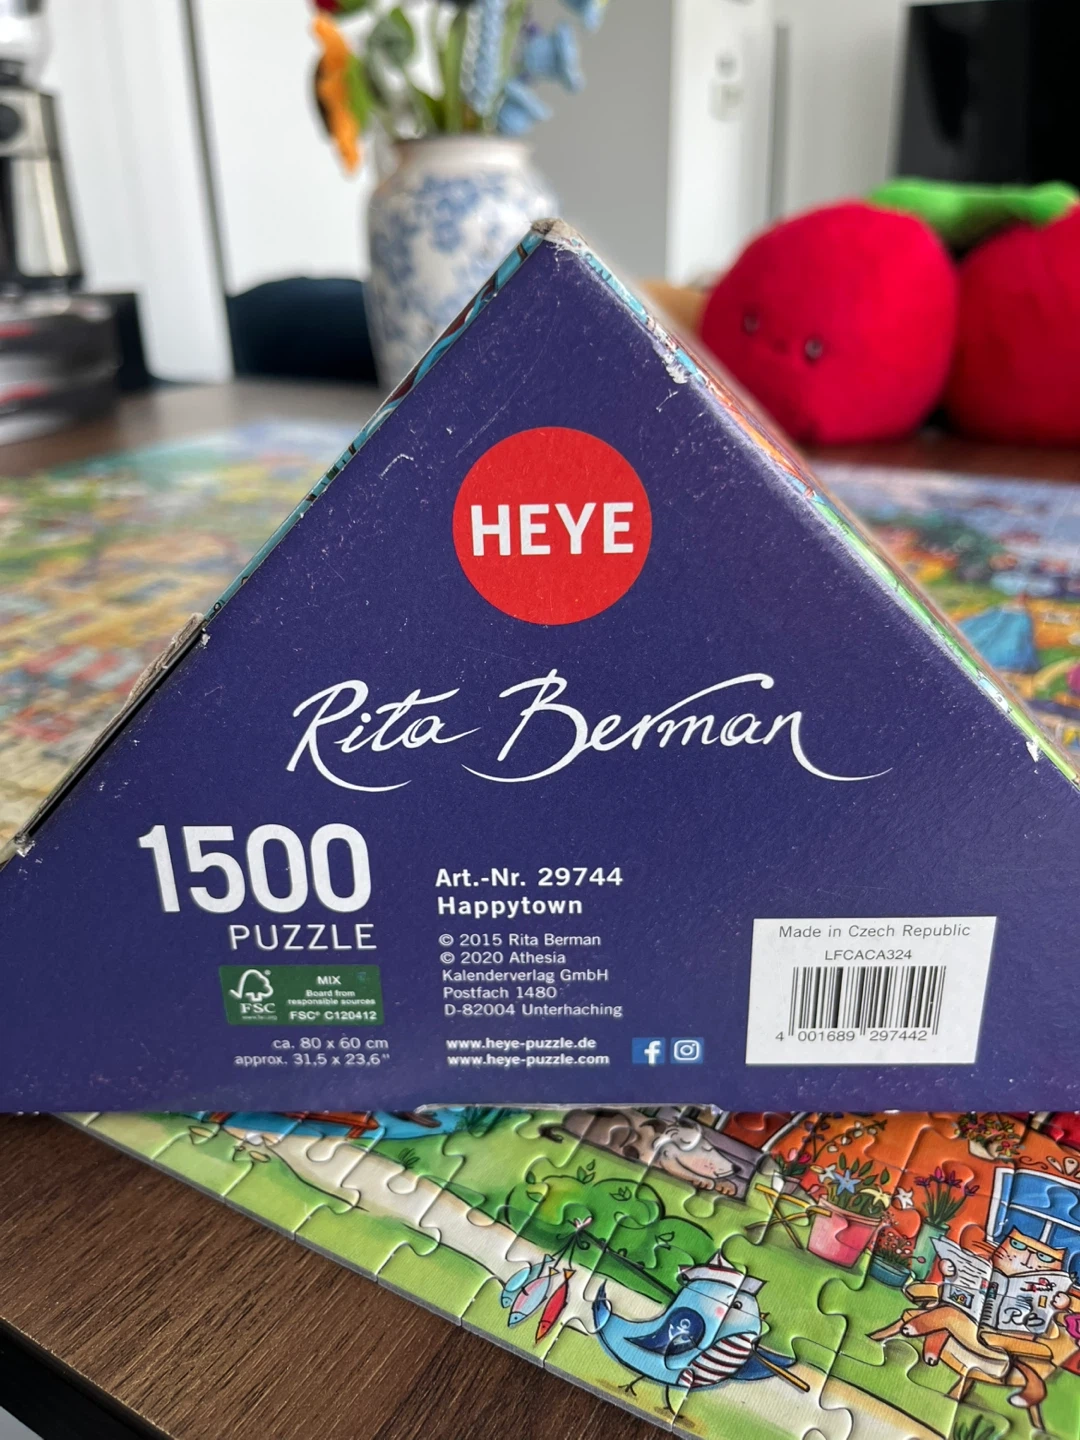 HEYE
Rita Berman
1500
PUZZLE
FSC
MIX
Board from
responsible sources
FSC® C120412
ca. 80 x 60 cm
approx. 31,5 x 23,6"
Art.-Nr. 29744
Happytown
© 2015 Rita Berman
© 2020 Athesia
Kalenderverlag GmbH
Postfach 1480
D-82004 Unterhaching
www.heye-puzzle.de
www.heye-puzzle.com
Made in Czech Republic
LFCACA324
4 001689 297442
RB